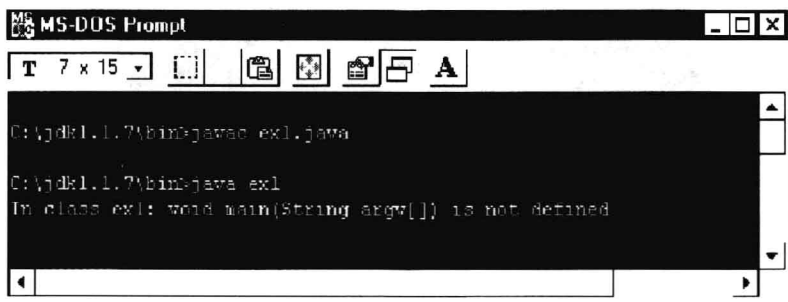 MS-DOS Prompt
T 7 x 15 A
C:\jdk1.1.7\bin>javac ex1.java
C:\jdk1.1.7\bin>java ex1
In class ex1: void main(String argv[]) is not defined